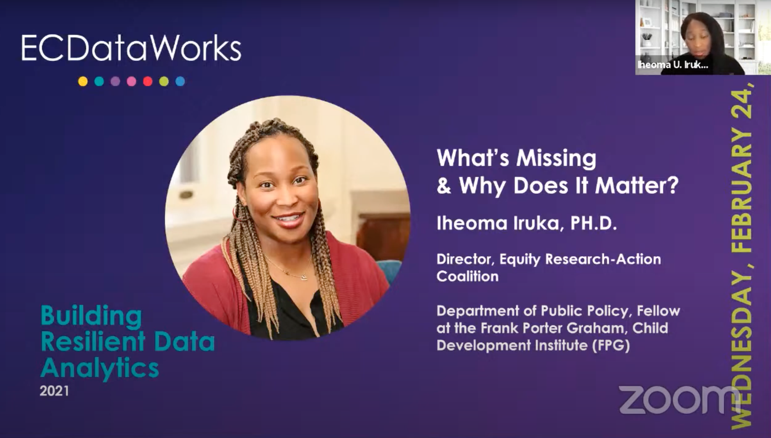 ECDataWorks
Iheoma U. Iruk...
What's Missing
& Why Does It Matter?
Iheoma Iruka, PH.D.
Director, Equity Research-Action
Coalition
Department of Public Policy, Fellow
at the Frank Porter Graham, Child
Development Institute (FPG)
Building
Resilient Data
Analytics
2021
WEDNESDAY, FEBRUARY 24,
zoom